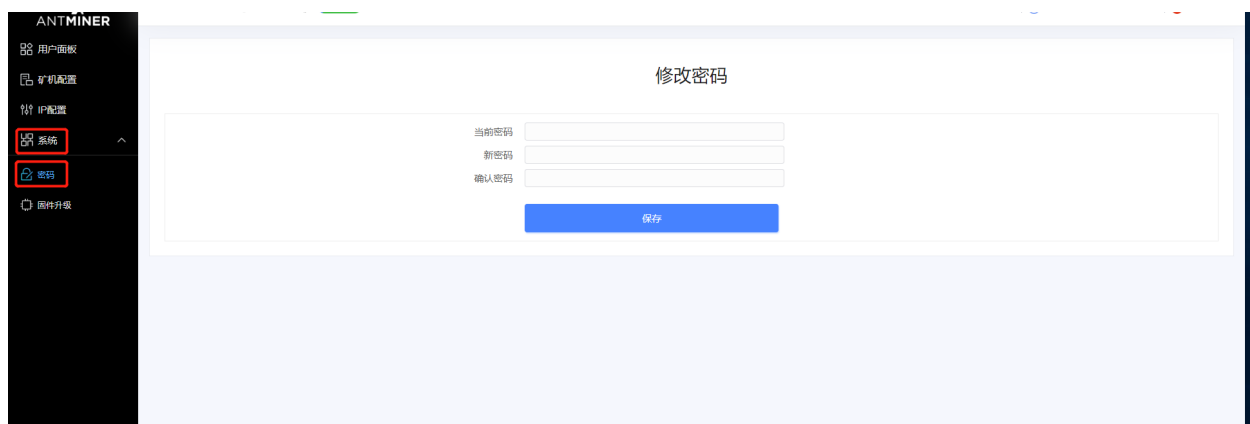 ANTMINER
用户面板
矿机配置
IP配置
系统
密码
固件升级
修改密码
当前密码
新密码
确认密码
保存